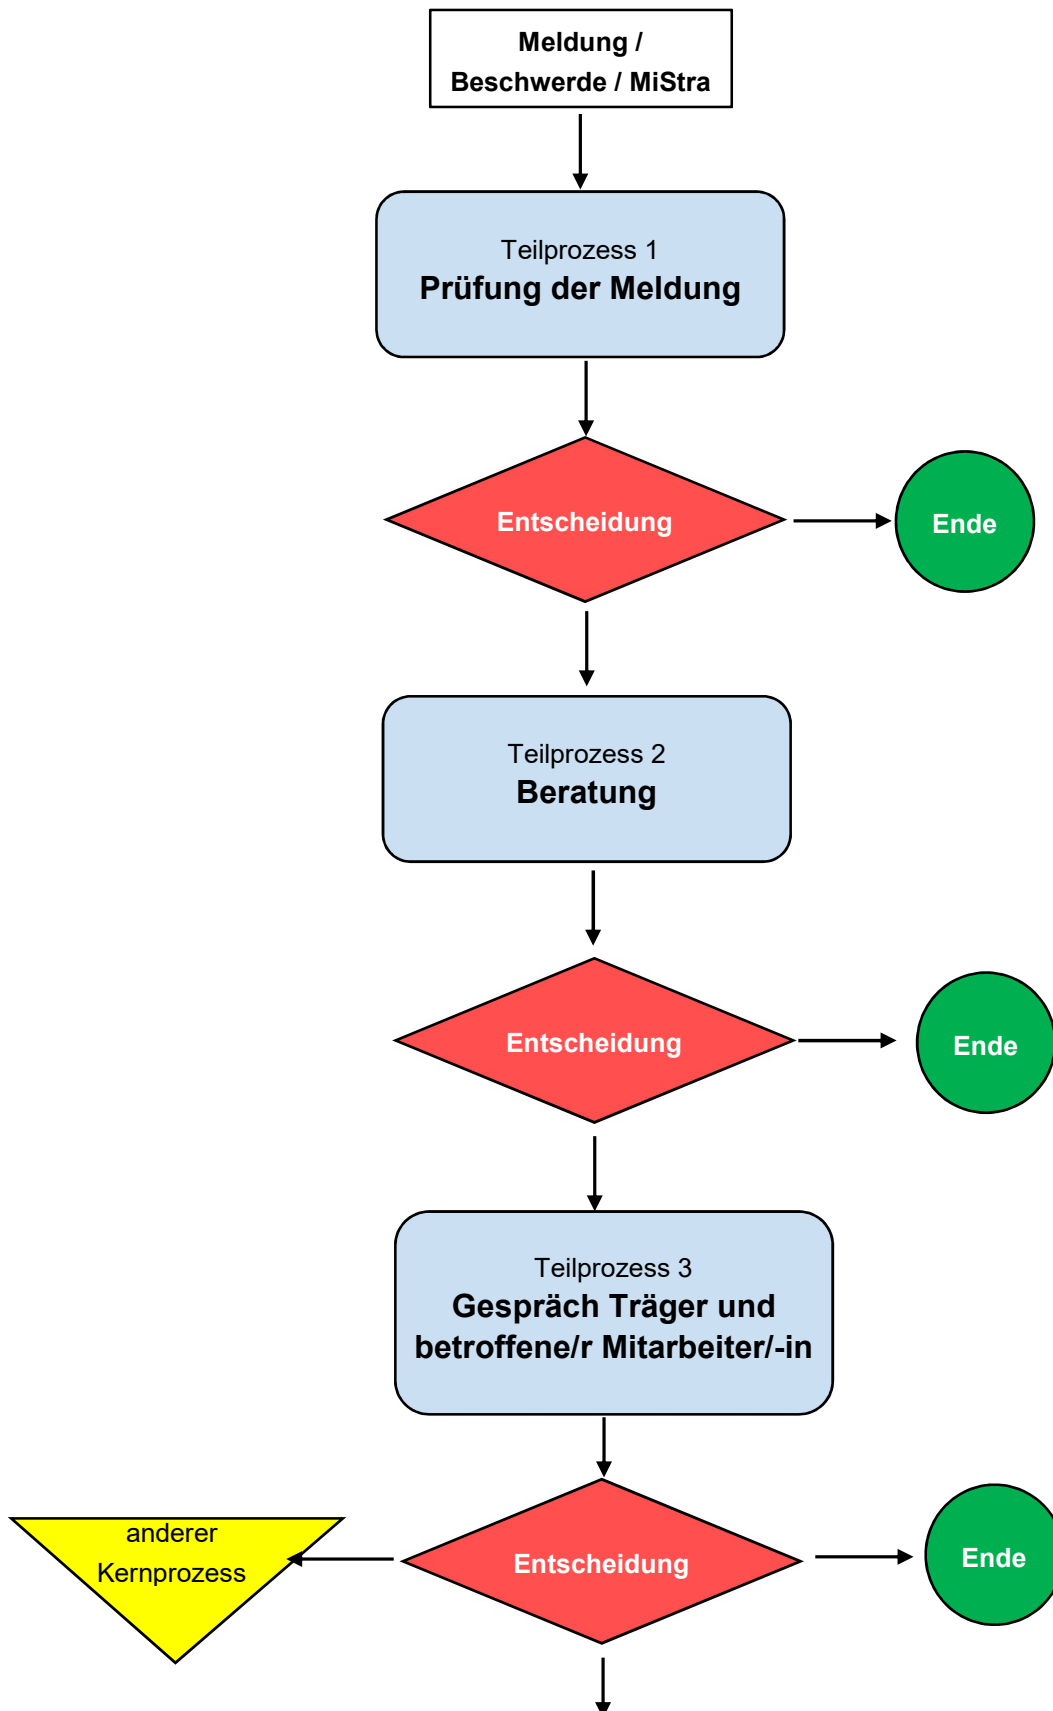 Meldung /
Beschwerde / MiStra
Teilprozess 1
Prüfung der Meldung
Entscheidung
Ende
Teilprozess 2
Beratung
Entscheidung
Ende
Teilprozess 3
Gespräch Träger und
betroffene/r Mitarbeiter/-in
anderer
Kernprozess
Entscheidung
Ende